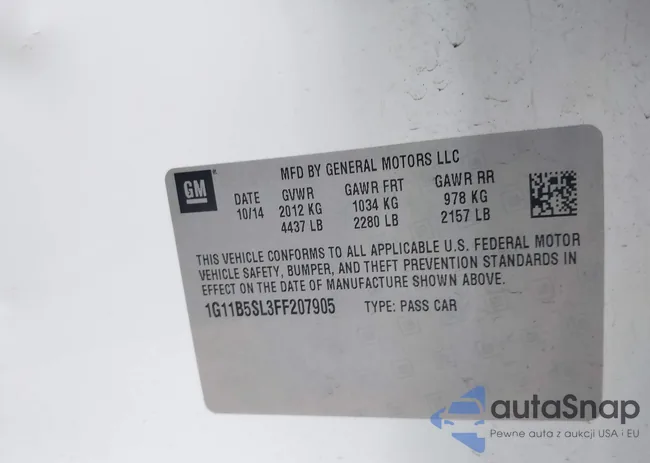 MFD BY GENERAL MOTORS LLC
GM
DATE GVWR GAWR FRT GAWR RR
10/14 2012 KG 1034 KG 978 KG
4437 LB 2280 LB 2157 LB
THIS VEHICLE CONFORMS TO ALL APPLICABLE U.S. FEDERAL MOTOR
VEHICLE SAFETY, BUMPER, AND THEFT PREVENTION STANDARDS IN
EFFECT ON THE DATE OF MANUFACTURE SHOWN ABOVE.
1G11B5SL3FF207905 TYPE: PASS CAR
autaSnap
Pewne auta z aukcji USA i EU